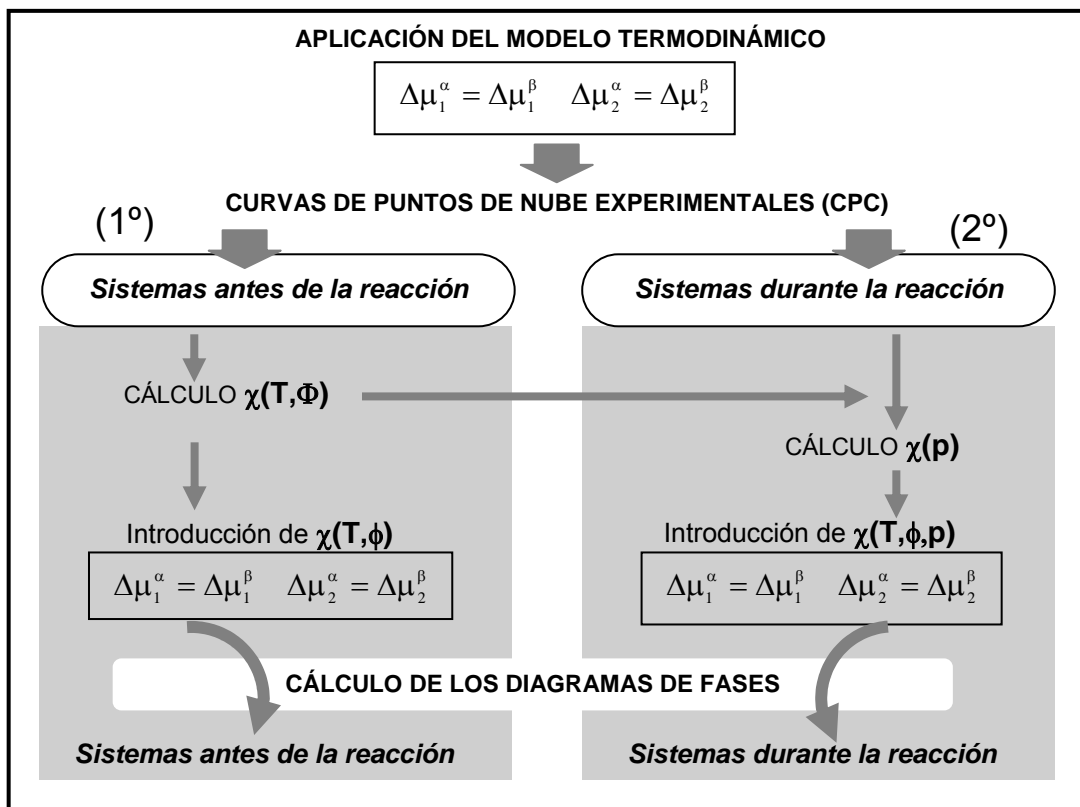 APLICACIÓN DEL MODELO TERMODINÁMICO
Δμ₁^α = Δμ₁^β Δμ₂^α = Δμ₂^β
CURVAS DE PUNTOS DE NUBE EXPERIMENTALES (CPC)
(1º)
(2º)
Sistemas antes de la reacción
Sistemas durante la reacción
CÁLCULO χ(T,Φ)
CÁLCULO χ(p)
Introducción de χ(T,ϕ)
Introducción de χ(T,ϕ,p)
Δμ₁^α = Δμ₁^β Δμ₂^α = Δμ₂^β
Δμ₁^α = Δμ₁^β Δμ₂^α = Δμ₂^β
CÁLCULO DE LOS DIAGRAMAS DE FASES
Sistemas antes de la reacción
Sistemas durante la reacción